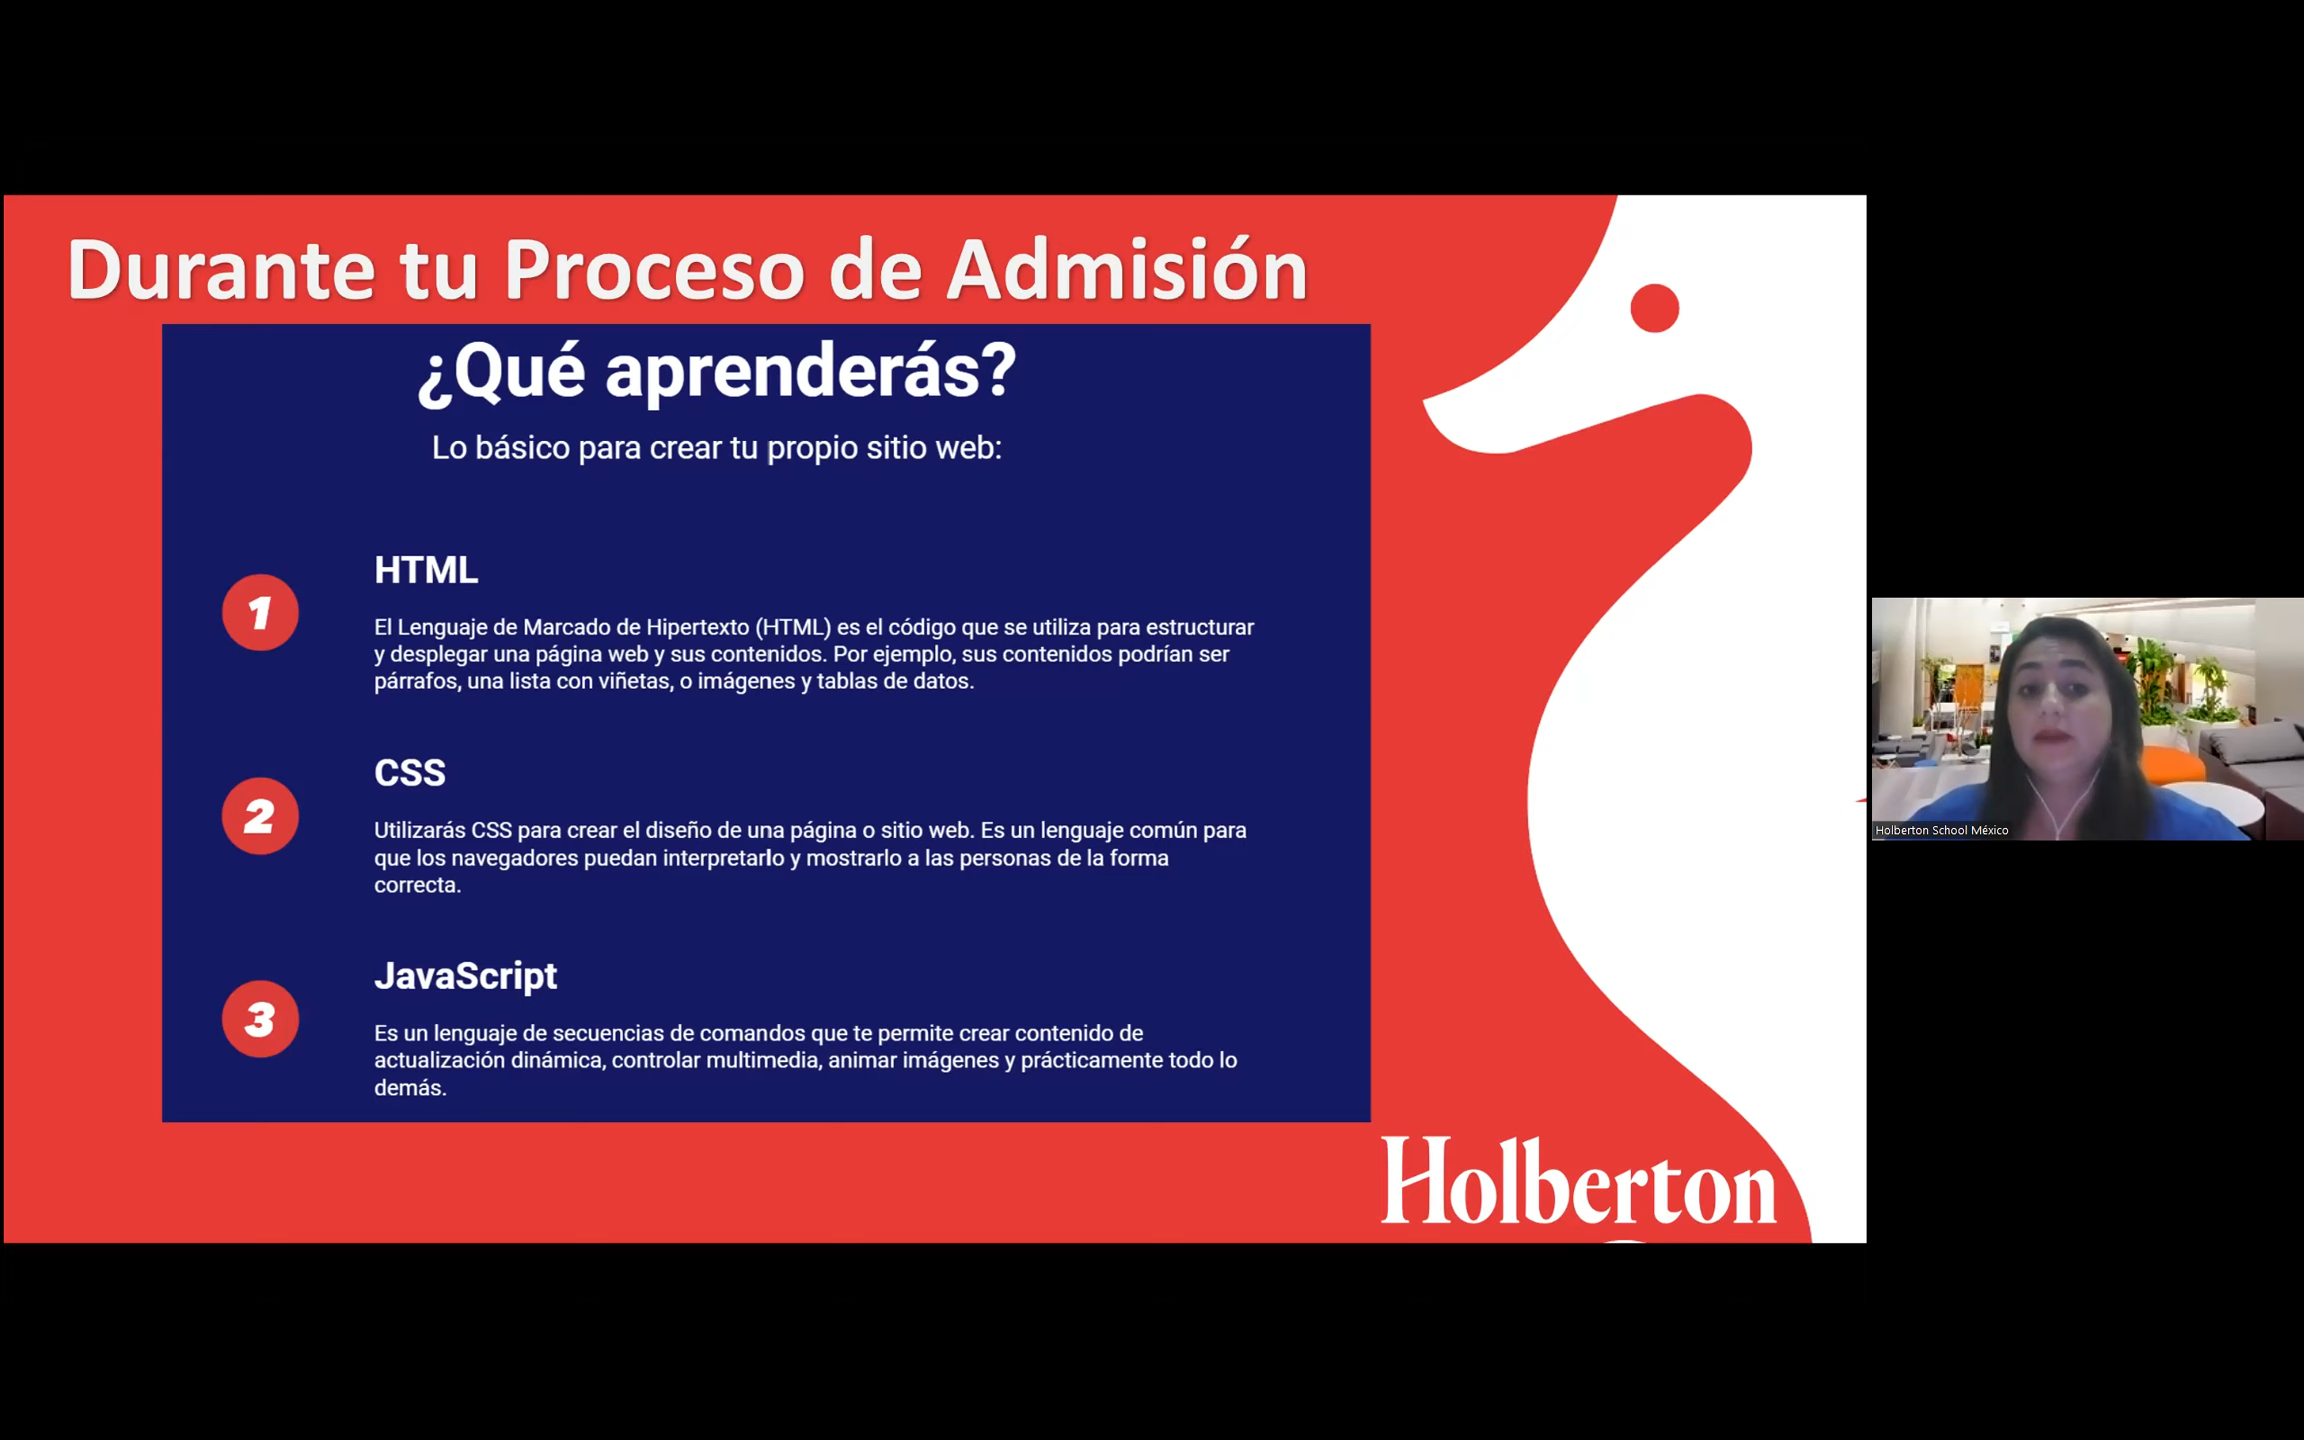 Durante tu Proceso de Admisión
¿Qué aprenderás?
Lo básico para crear tu propio sitio web:
1
HTML
El Lenguaje de Marcado de Hipertexto (HTML) es el código que se utiliza para estructurar
y desplegar una página web y sus contenidos. Por ejemplo, sus contenidos podrían ser
párrafos, una lista con viñetas, o imágenes y tablas de datos.
2
CSS
Utilizarás CSS para crear el diseño de una página o sitio web. Es un lenguaje común para
que los navegadores puedan interpretarlo y mostrarlo a las personas de la forma
correcta.
3
JavaScript
Es un lenguaje de secuencias de comandos que te permite crear contenido de
actualización dinámica, controlar multimedia, animar imágenes y prácticamente todo lo
demás.
Holberton
Holberton School México